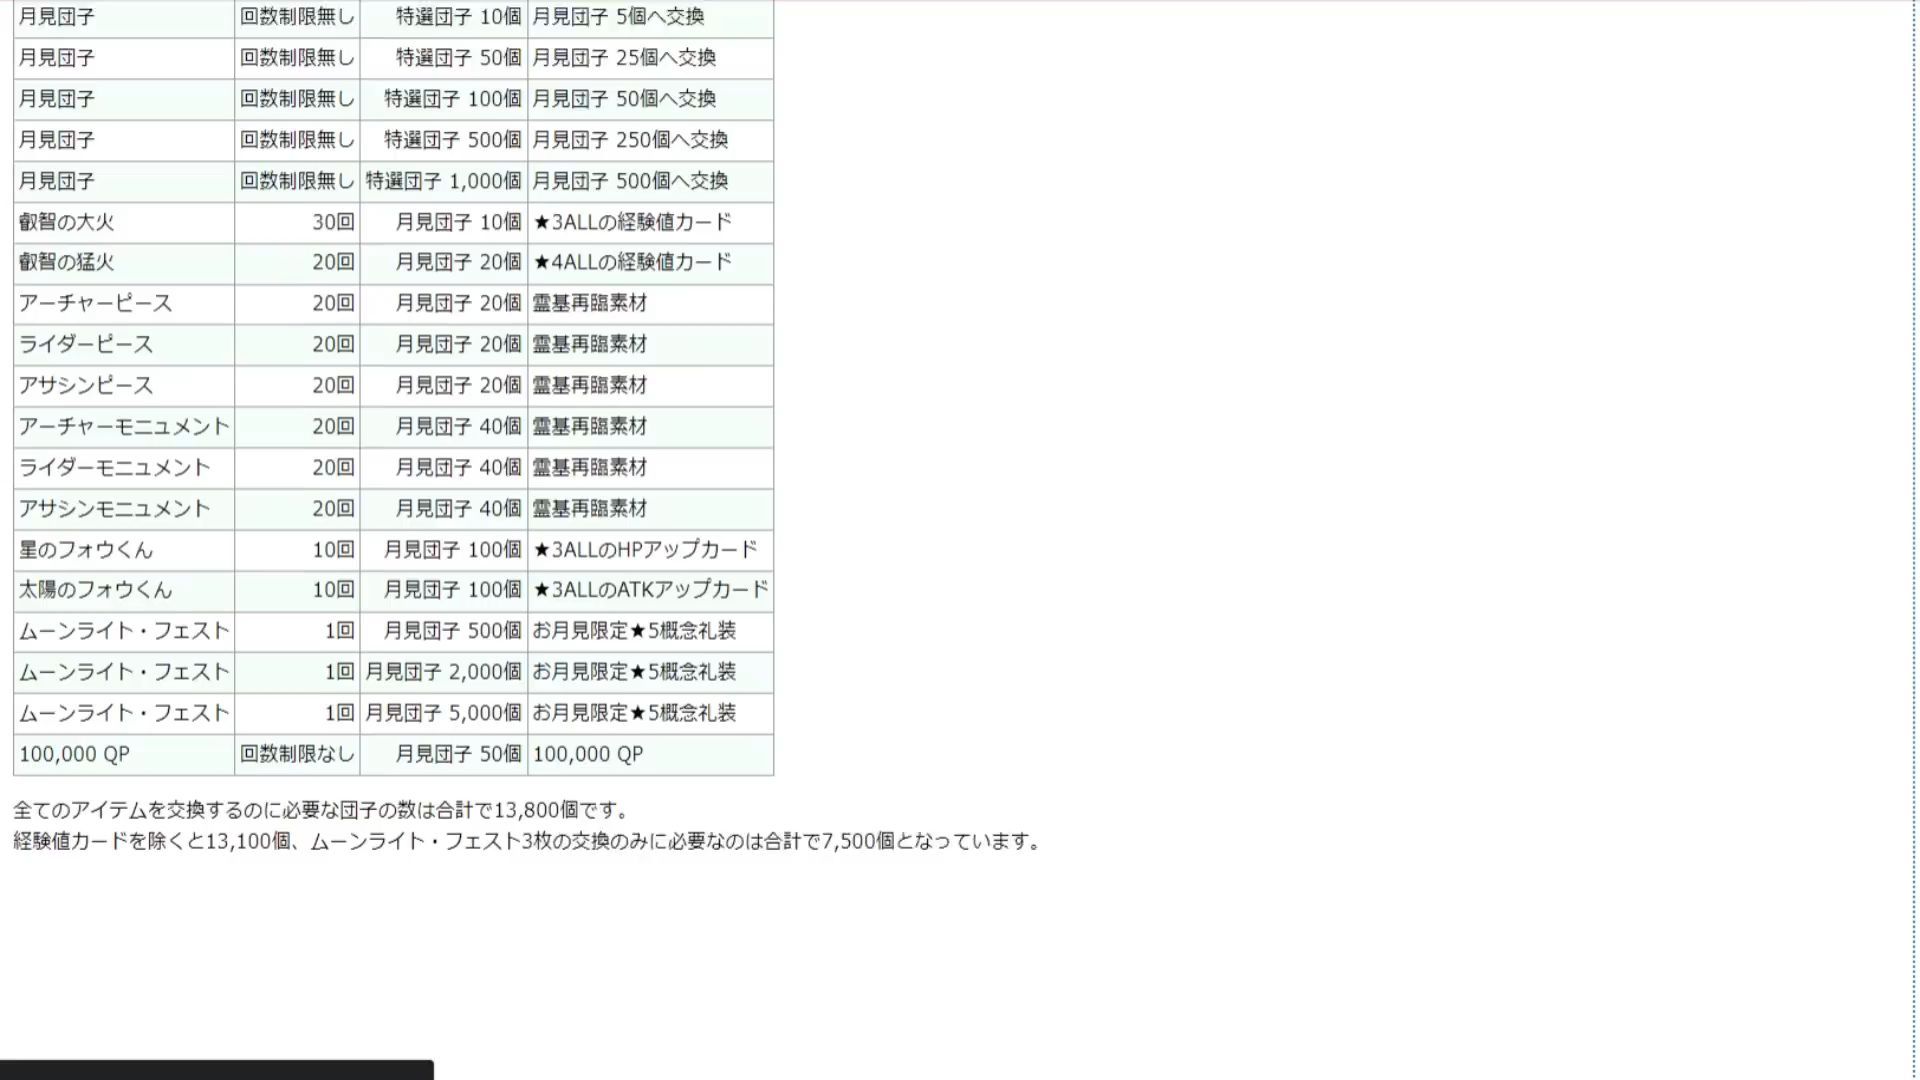 月見団子 回数制限無し 特選団子 10個 月見団子 5個へ交換
月見団子 回数制限無し 特選団子 50個 月見団子 25個へ交換
月見団子 回数制限無し 特選団子 100個 月見団子 50個へ交換
月見団子 回数制限無し 特選団子 500個 月見団子 250個へ交換
月見団子 回数制限無し 特選団子 1,000個 月見団子 500個へ交換
叡智の大火 30回 月見団子 10個 ★3ALLの経験値カード
叡智の猛火 20回 月見団子 20個 ★4ALLの経験値カード
アーチャーピース 20回 月見団子 20個 霊基再臨素材
ライダーピース 20回 月見団子 20個 霊基再臨素材
アサシンピース 20回 月見団子 20個 霊基再臨素材
アーチャーモニュメント 20回 月見団子 40個 霊基再臨素材
ライダーモニュメント 20回 月見団子 40個 霊基再臨素材
アサシンモニュメント 20回 月見団子 40個 霊基再臨素材
星のフォウくん 10回 月見団子 100個 ★3ALLのHPアップカード
太陽のフォウくん 10回 月見団子 100個 ★3ALLのATKアップカード
ムーンライト・フェスト 1回 月見団子 500個 お月見限定★5概念礼装
ムーンライト・フェスト 1回 月見団子 2,000個 お月見限定★5概念礼装
ムーンライト・フェスト 1回 月見団子 5,000個 お月見限定★5概念礼装
100,000 QP 回数制限なし 月見団子 50個 100,000 QP
全てのアイテムを交換するのに必要な団子の数は合計で13,800個です。
経験値カードを除くと13,100個、ムーンライト・フェスト3枚の交換のみに必要なのは合計で7,500個となっています。